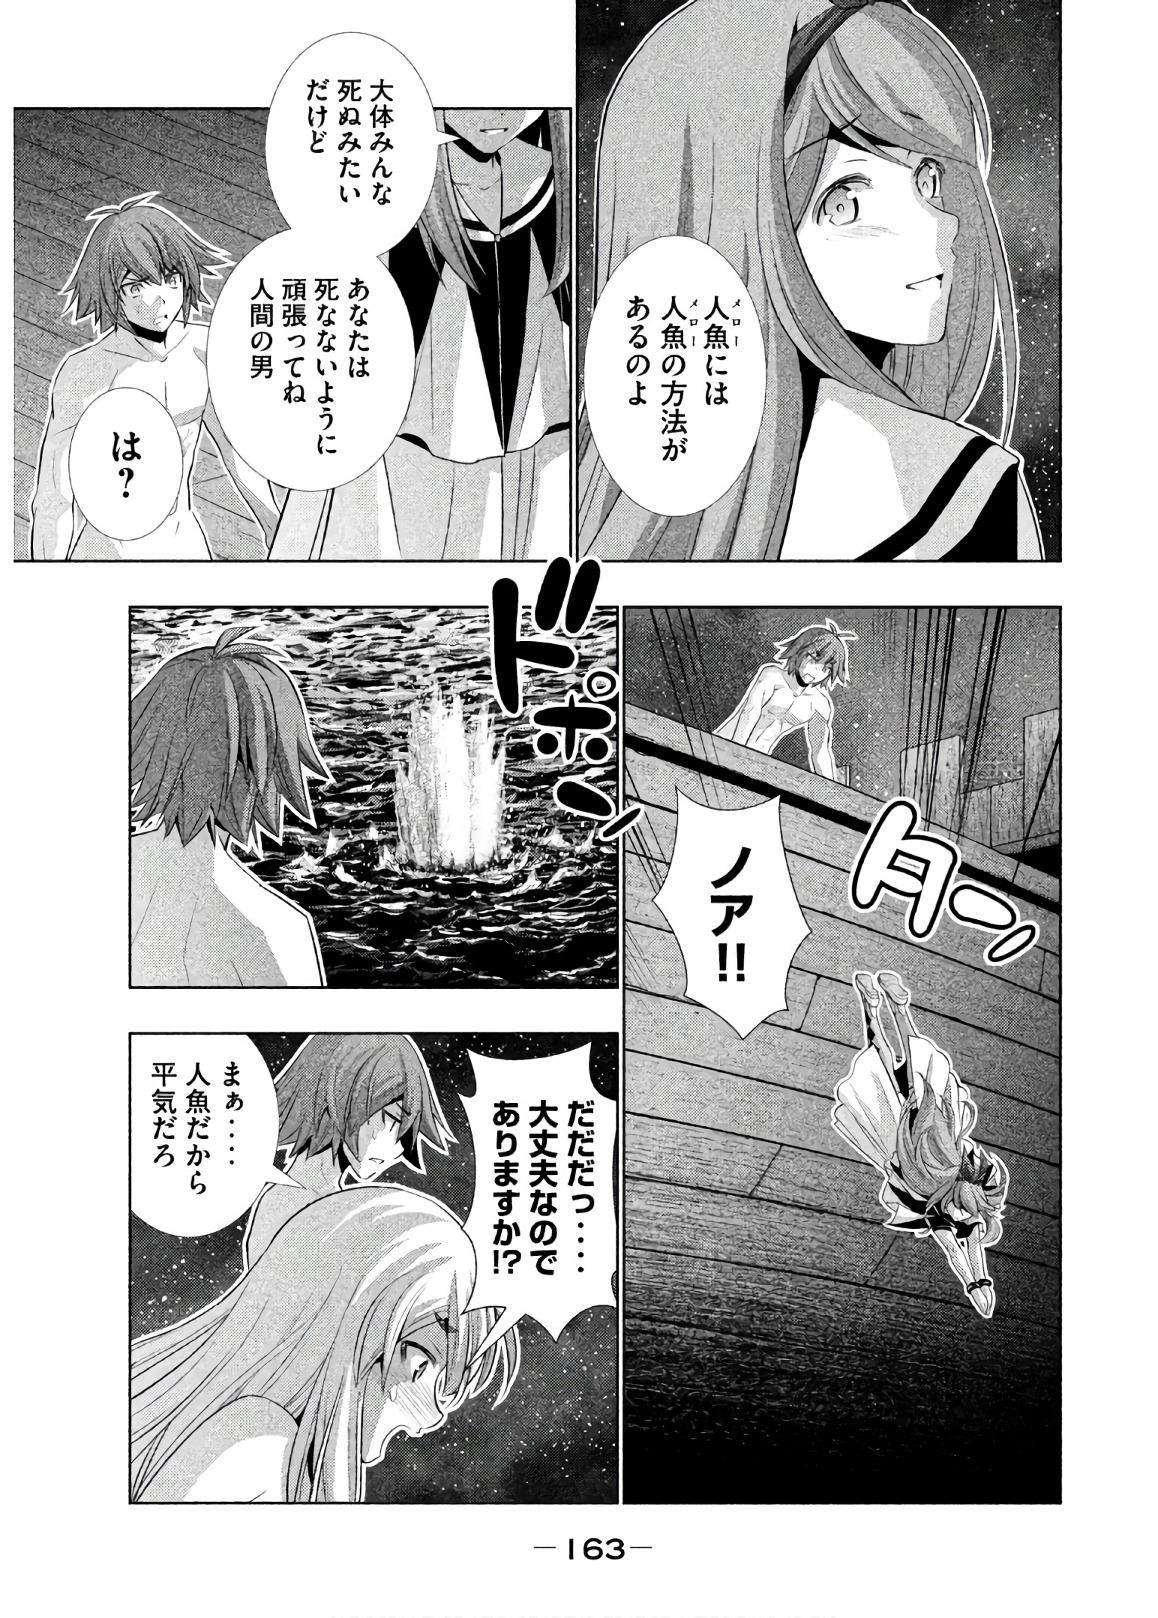 人魚には
人魚の方法が
あるのよ
メロー
メロー
大体みんな
死ぬみたい
だけど
あなたは
死なないように
頑張ってね
人間の男
は?
ノア!!
ターンッ
ドポンッ
だだだっ‥‥
大丈夫なので
ありますか!?
まぁ‥‥
人魚だから
平気だろ
—163—